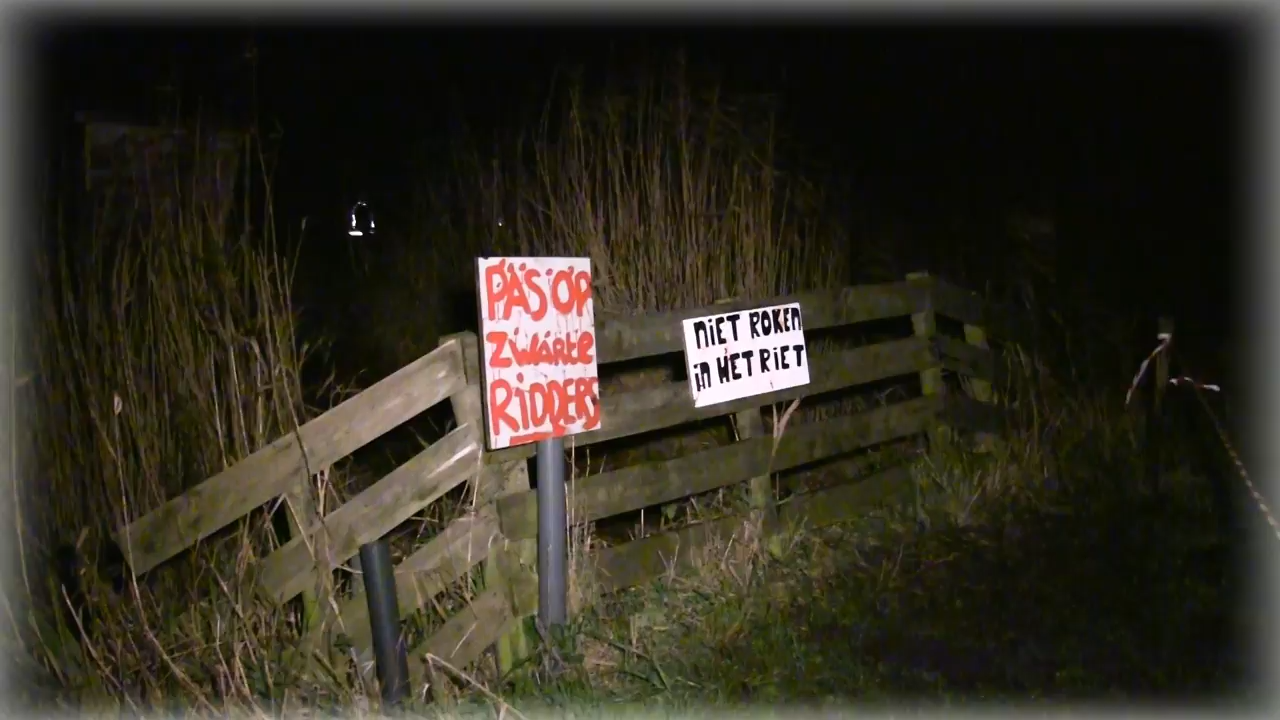 PAS OP
ZWARTE
RIDDERS
NIET ROKEN
IN HET RIET